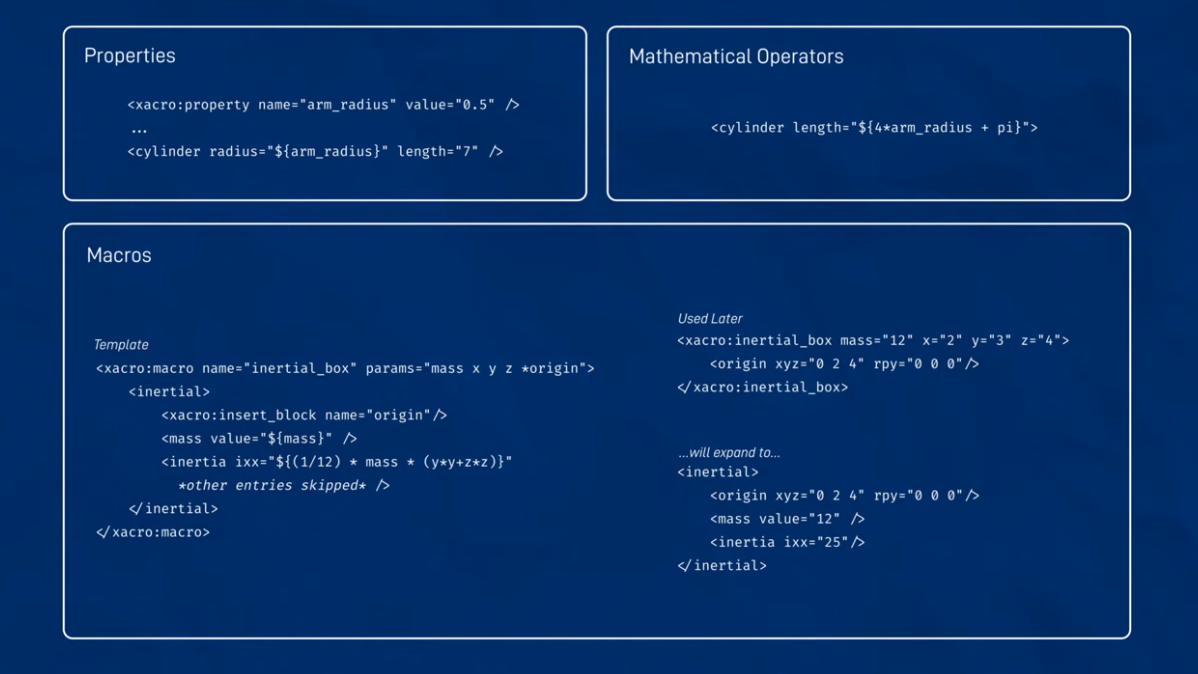 Properties
<xacro:property name="arm_radius" value="0.5" />
...
<cylinder radius="${arm_radius}" length="7" />
Mathematical Operators
<cylinder length="${4*arm_radius + pi}">
Macros
Template
<xacro:macro name="inertial_box" params="mass x y z *origin">
<inertial>
<xacro:insert_block name="origin"/>
<mass value="${mass}" />
<inertia ixx="${(1/12) * mass * (y*y+z*z)}"
*other entries skipped* />
</inertial>
</xacro:macro>
Used Later
<xacro:inertial_box mass="12" x="2" y="3" z="4">
<origin xyz="0 2 4" rpy="0 0 0"/>
</xacro:inertial_box>
...will expand to...
<inertial>
<origin xyz="0 2 4" rpy="0 0 0"/>
<mass value="12" />
<inertia ixx="25"/>
</inertial>